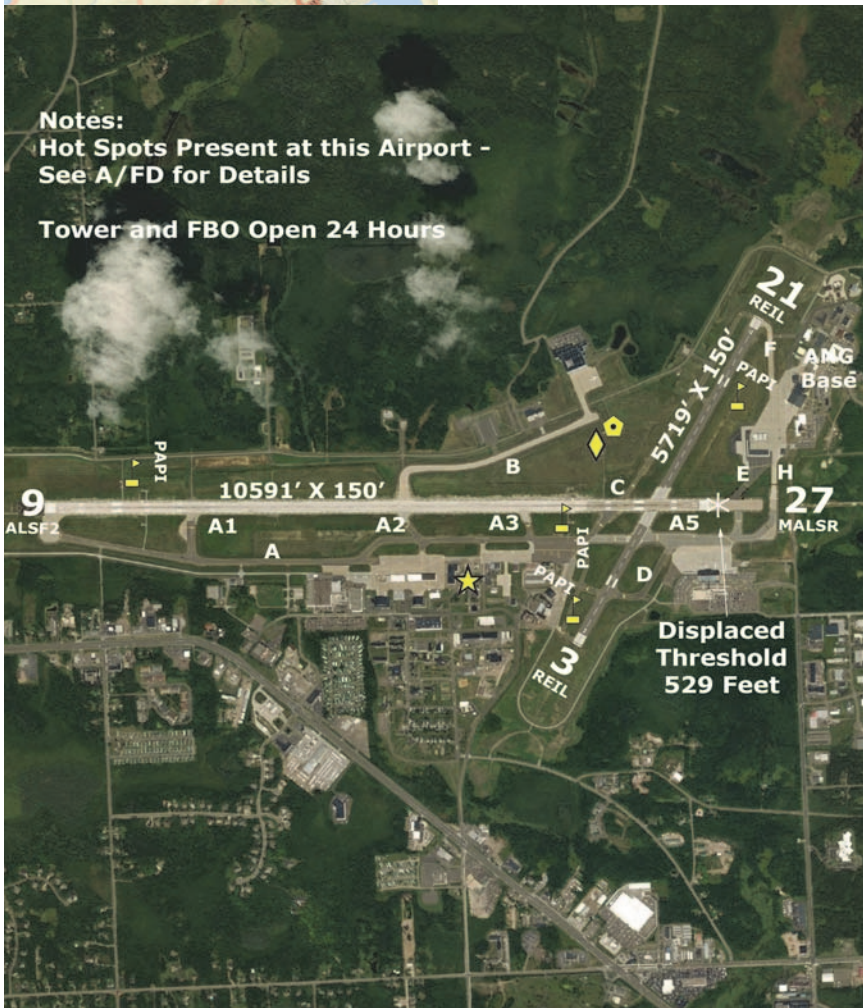 Notes:
Hot Spots Present at this Airport -
See A/FD for Details
Tower and FBO Open 24 Hours
21
REIL
F
ANG
Base
PAPI
5719' X 150'
PAPI
B
10591' X 150'
C
E
H
9
ALSF2
27
MALSR
A1
A2
A3
A5
A
PAPI
PAPI
D
3
REIL
Displaced
Threshold
529 Feet